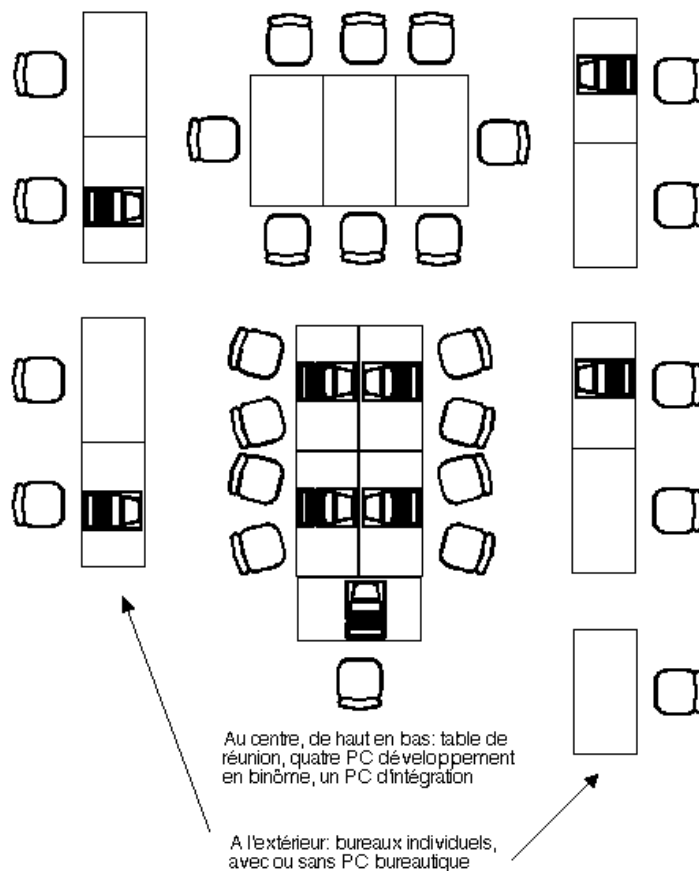 Au centre, de haut en bas: table de
réunion, quatre PC développement
en binôme, un PC d'intégration
A l'extérieur: bureaux individuels,
avec ou sans PC bureautique